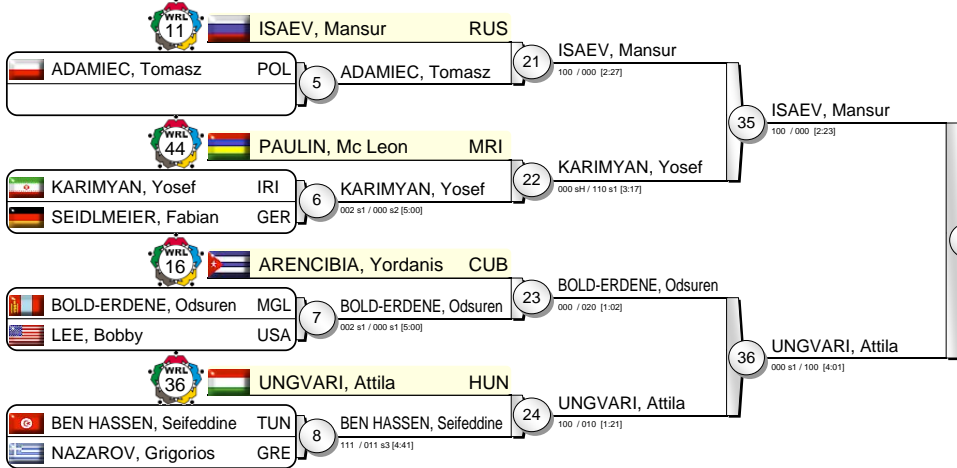 WRL
11
ISAEV, Mansur RUS
ADAMIEC, Tomasz POL
5
ADAMIEC, Tomasz
21
ISAEV, Mansur
100 / 000 [2:27]
WRL
44
PAULIN, Mc Leon MRI
KARIMYAN, Yosef IRI
SEIDLMEIER, Fabian GER
6
KARIMYAN, Yosef
002 s1 / 000 s2 [5:00]
22
KARIMYAN, Yosef
000 sH / 110 s1 [3:17]
35
ISAEV, Mansur
100 / 000 [2:23]
WRL
16
ARENCIBIA, Yordanis CUB
BOLD-ERDENE, Odsuren MGL
LEE, Bobby USA
7
BOLD-ERDENE, Odsuren
002 s1 / 000 s1 [5:00]
23
BOLD-ERDENE, Odsuren
000 / 020 [1:02]
WRL
36
UNGVARI, Attila HUN
BEN HASSEN, Seifeddine TUN
NAZAROV, Grigorios GRE
8
BEN HASSEN, Seifeddine
111 / 011 s3 [4:41]
24
UNGVARI, Attila
100 / 010 [1:21]
36
UNGVARI, Attila
000 s1 / 100 [4:01]